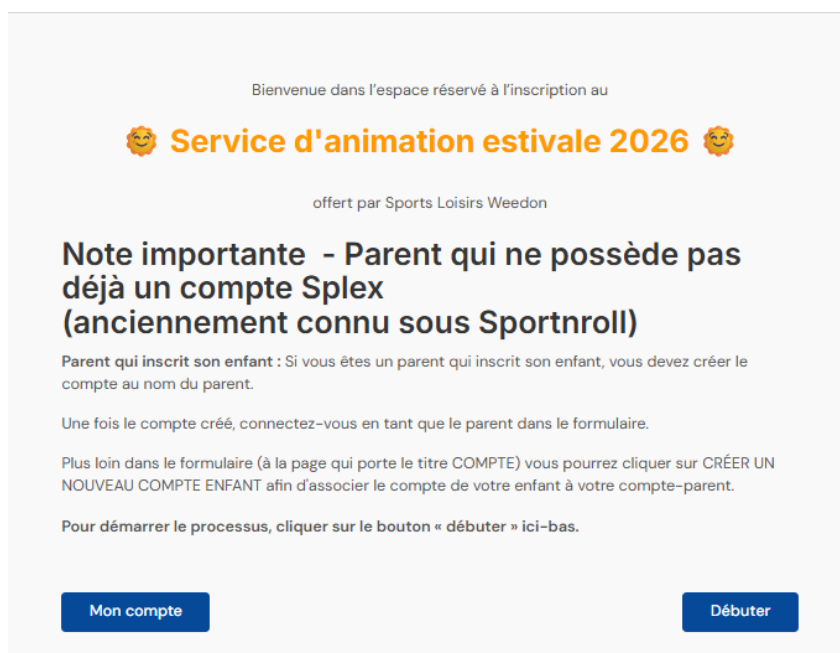 Bienvenue dans l'espace réservé à l'inscription au
🌞 Service d'animation estivale 2026 🌞
offert par Sports Loisirs Weedon
Note importante - Parent qui ne possède pas
déjà un compte Splex
(anciennement connu sous Sportnroll)
Parent qui inscrit son enfant : Si vous êtes un parent qui inscrit son enfant, vous devez créer le
compte au nom du parent.
Une fois le compte créé, connectez-vous en tant que le parent dans le formulaire.
Plus loin dans le formulaire (à la page qui porte le titre COMPTE) vous pourrez cliquer sur CRÉER UN
NOUVEAU COMPTE ENFANT afin d'associer le compte de votre enfant à votre compte-parent.
Pour démarrer le processus, cliquer sur le bouton « débuter » ici-bas.
Mon compte
Débuter